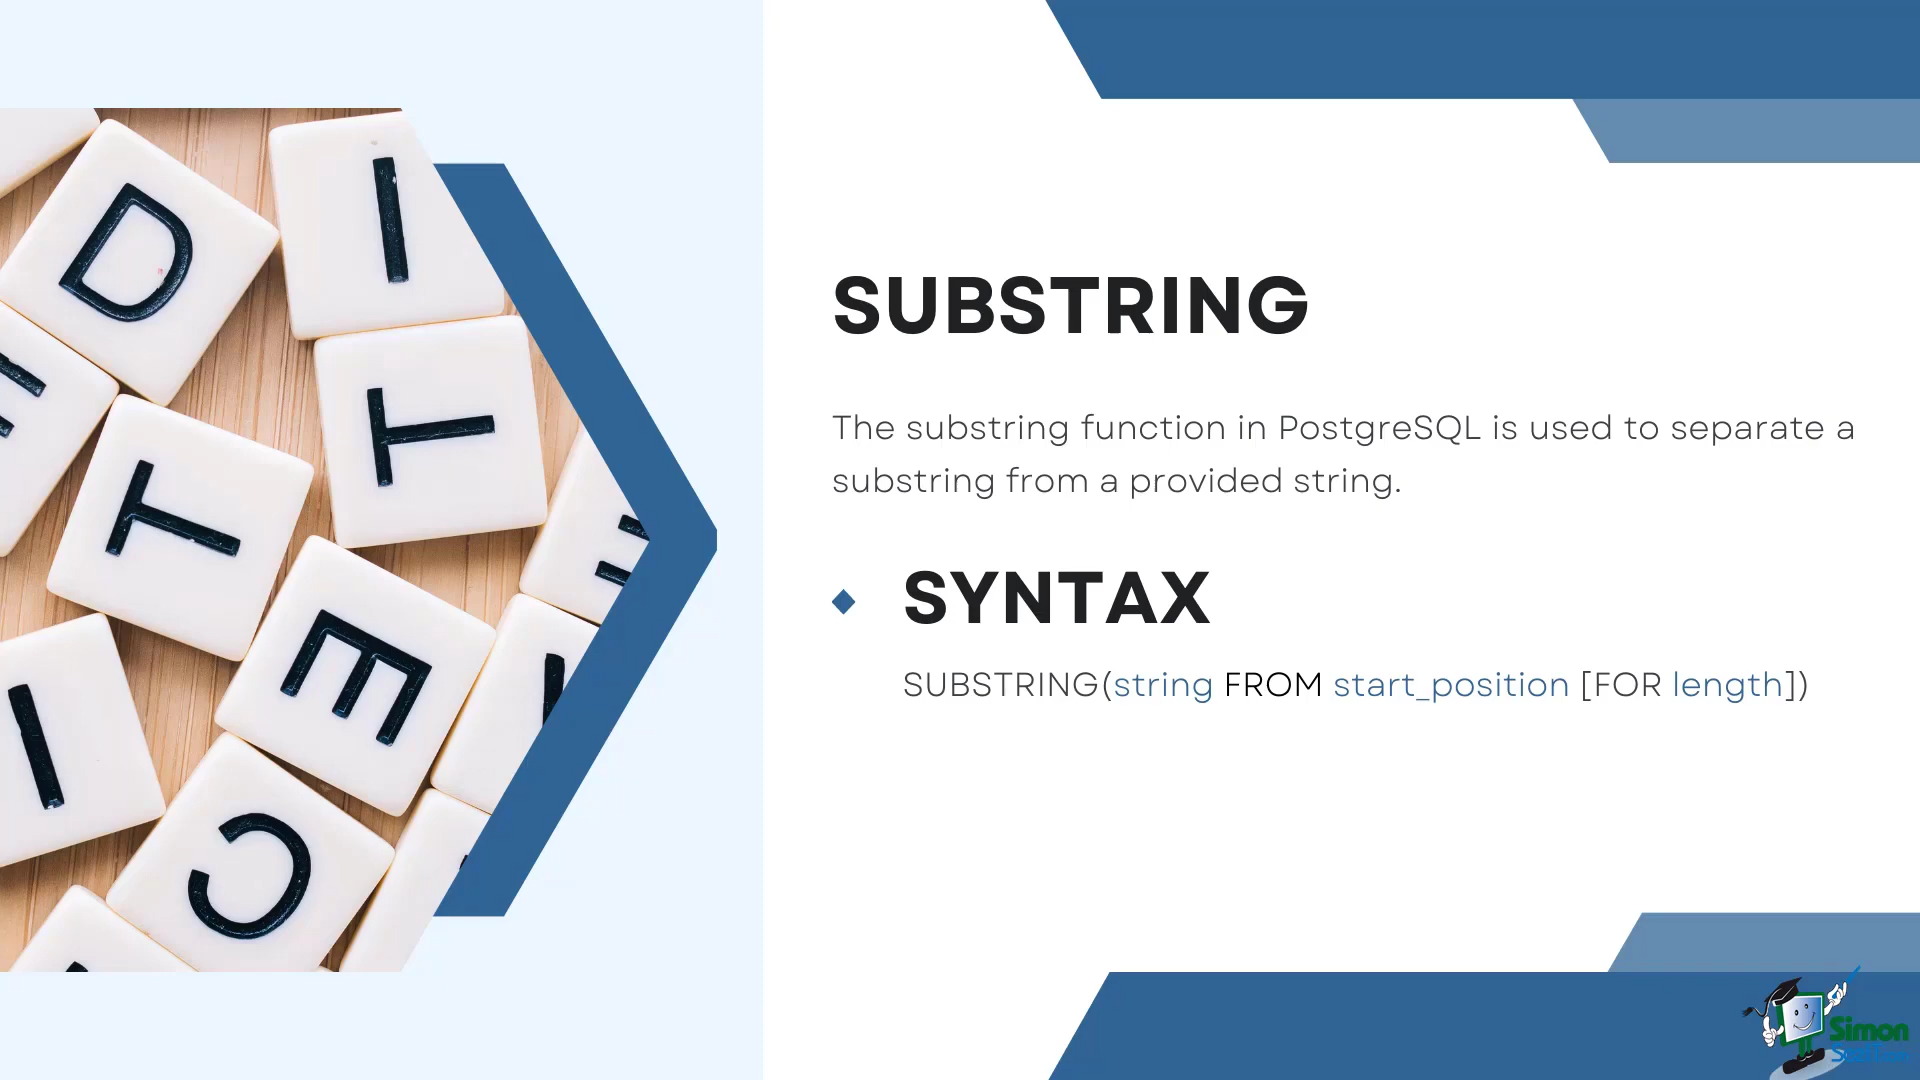 SUBSTRING
The substring function in PostgreSQL is used to separate a
substring from a provided string.
SYNTAX
SUBSTRING(string FROM start_position [FOR length])
D
I
T
T
E
I
C
Simon